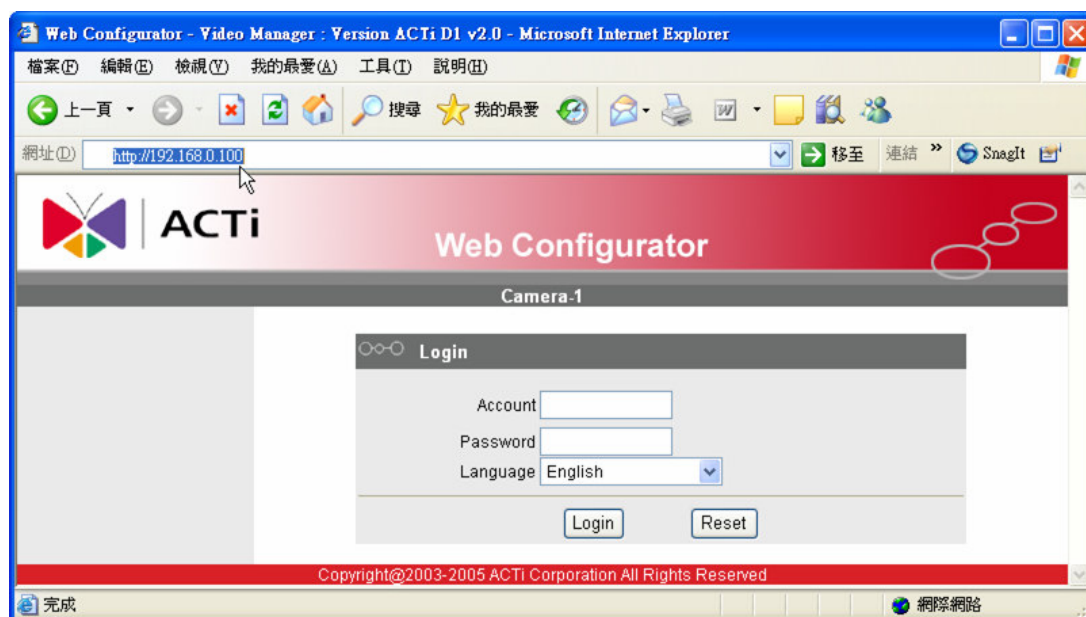 Web Configurator - Video Manager : Version ACTi D1 v2.0 - Microsoft Internet Explorer
檔案(F) 編輯(E) 檢視(V) 我的最愛(A) 工具(T) 說明(H)
上一頁 搜尋 我的最愛 W
網址(D) http://192.168.0.100 移至 連結 » SnagIt
ACTi
Web Configurator
Camera-1
Login
Account
Password
Language English
Login Reset
Copyright@2003-2005 ACTi Corporation All Rights Reserved
完成 網際網路